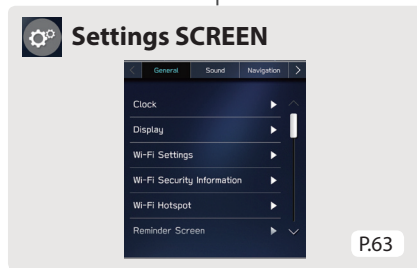 Settings SCREEN
General Sound Navigation
Clock
Display
Wi-Fi Settings
Wi-Fi Security Information
Wi-Fi Hotspot
Reminder Screen
P.63